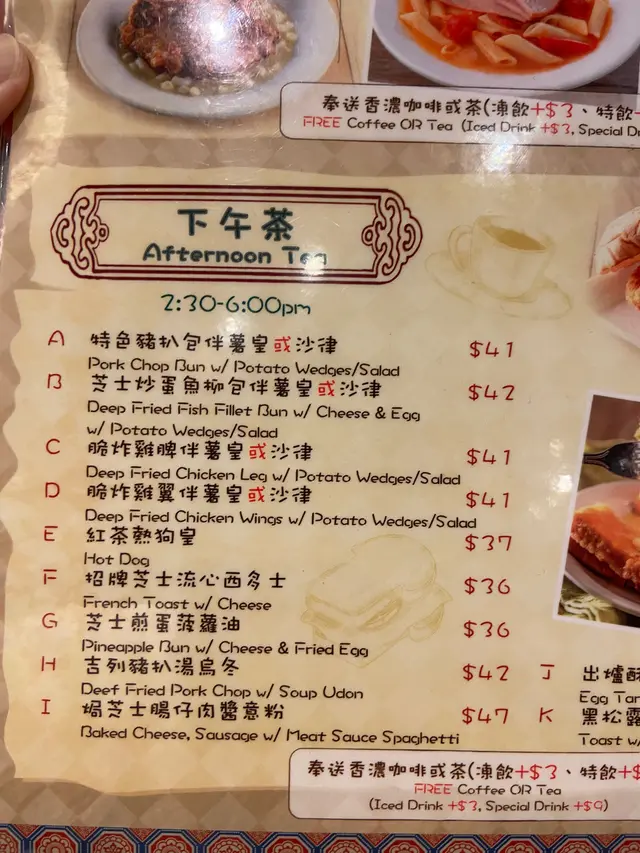 奉送香濃咖啡或茶(凍飲+$3、特飲+
FREE Coffee OR Tea (Iced Drink +$3, Special D
下午茶
Afternoon Tea
2:30-6:00pm
A 特色豬扒包伴薯皇或沙律 $41
Pork Chop Bun w/ Potato Wedges/Salad
B 芝士炒蛋魚柳包伴薯皇或沙律 $42
Deep Fried Fish Fillet Bun w/ Cheese & Egg
w/ Potato Wedges/Salad
C 脆炸雞脾伴薯皇或沙律 $41
Deep Fried Chicken Leg w/ Potato Wedges/Salad
D 脆炸雞翼伴薯皇或沙律 $41
Deep Fried Chicken Wings w/ Potato Wedges/Salad
E 紅茶熱狗皇 $37
Hot Dog
F 招牌芝士流心西多士 $36
French Toast w/ Cheese
G 芝士煎蛋菠蘿油 $36
Pineapple Bun w/ Cheese & Fried Egg
H 吉列豬扒湯烏冬 $42
Deef Fried Pork Chop w/ Soup Udon
I 焗芝士腸仔肉醬意粉 $47
Baked Cheese, Sausage w/ Meat Sauce Spaghetti
J 出爐酥
Egg Tar
K 黑松露
Toast w/
奉送香濃咖啡或茶(凍飲+$3、特飲+$
FREE Coffee OR Tea
(Iced Drink +$3, Special Drink +$9)